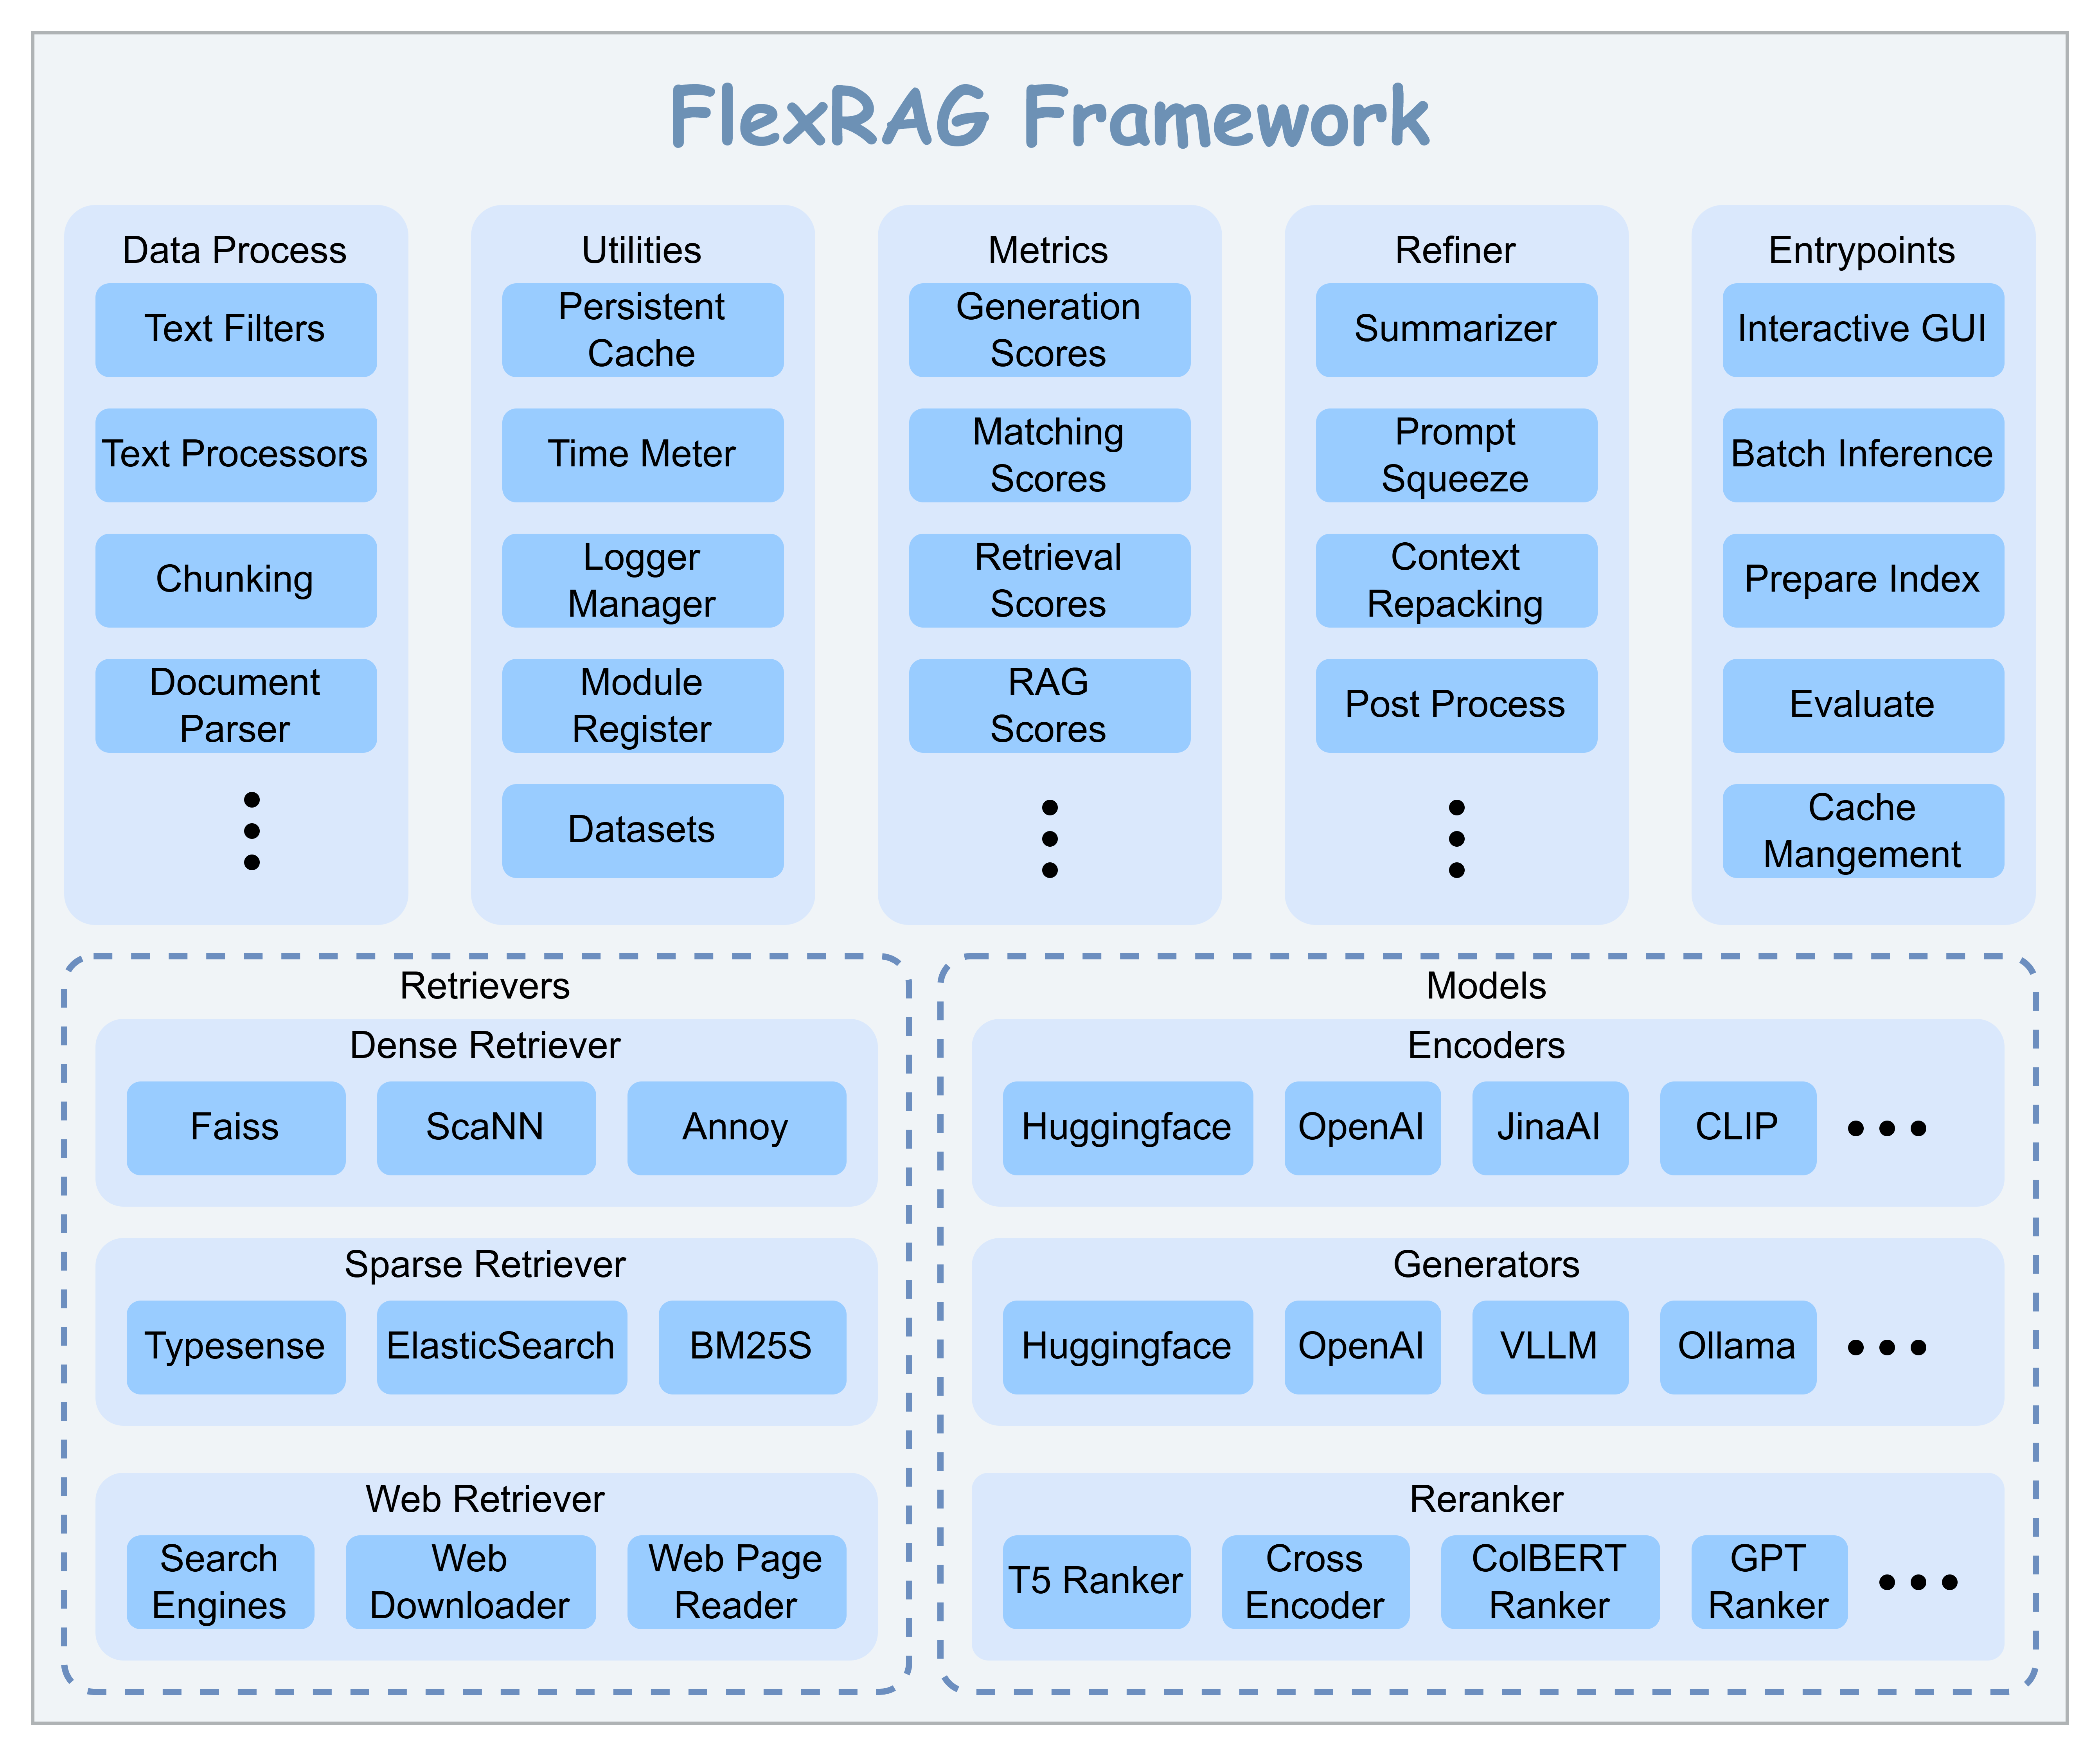 FlexRAG Framework
Data Process
Text Filters
Text Processors
Chunking
Document
Parser
Utilities
Persistent
Cache
Time Meter
Logger
Manager
Module
Register
Datasets
Metrics
Generation
Scores
Matching
Scores
Retrieval
Scores
RAG
Scores
Refiner
Summarizer
Prompt
Squeeze
Context
Repacking
Post Process
Entrypoints
Interactive GUI
Batch Inference
Prepare Index
Evaluate
Cache
Mangement
Retrievers
Dense Retriever
Faiss
ScaNN
Annoy
Sparse Retriever
Typesense
ElasticSearch
BM25S
Web Retriever
Search
Engines
Web
Downloader
Web Page
Reader
Models
Encoders
Huggingface
OpenAI
JinaAI
CLIP
Generators
Huggingface
OpenAI
VLLM
Ollama
Reranker
T5 Ranker
Cross
Encoder
ColBERT
Ranker
GPT
Ranker